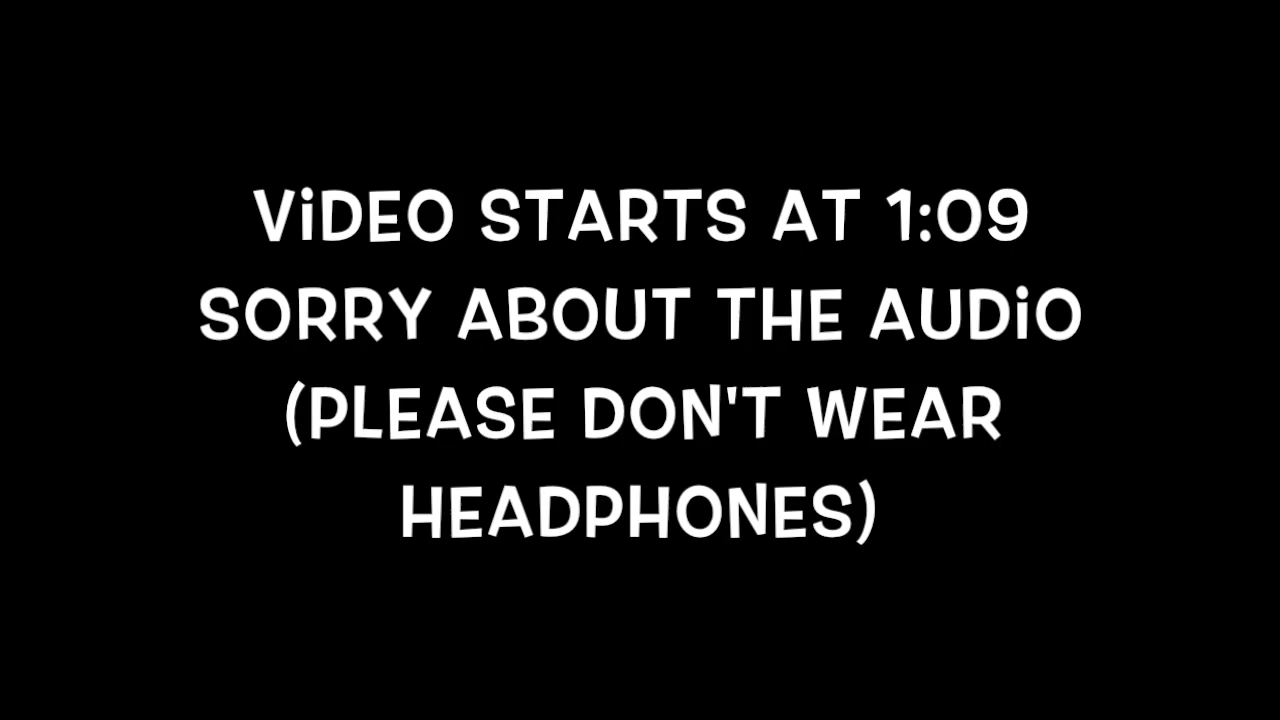 ViDEO STARTS AT 1:09
SORRY ABOUT THE AUDiO
(PLEASE DON'T WEAR
HEADPHONES)